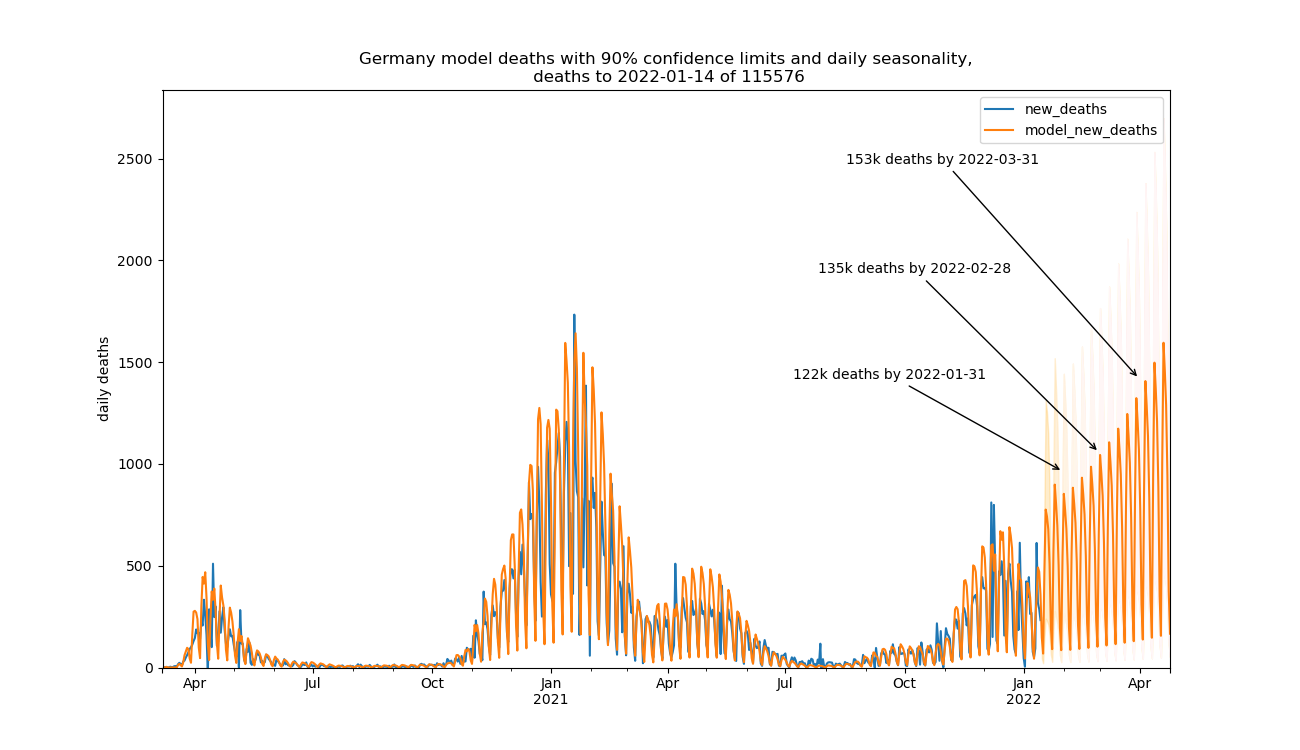 Germany model deaths with 90% confidence limits and daily seasonality,
deaths to 2022-01-14 of 115576
new_deaths
model_new_deaths
153k deaths by 2022-03-31
135k deaths by 2022-02-28
122k deaths by 2022-01-31
daily deaths
2500
2000
1500
1000
500
0
Apr
Jul
Oct
Jan
2021
Apr
Jul
Oct
Jan
2022
Apr